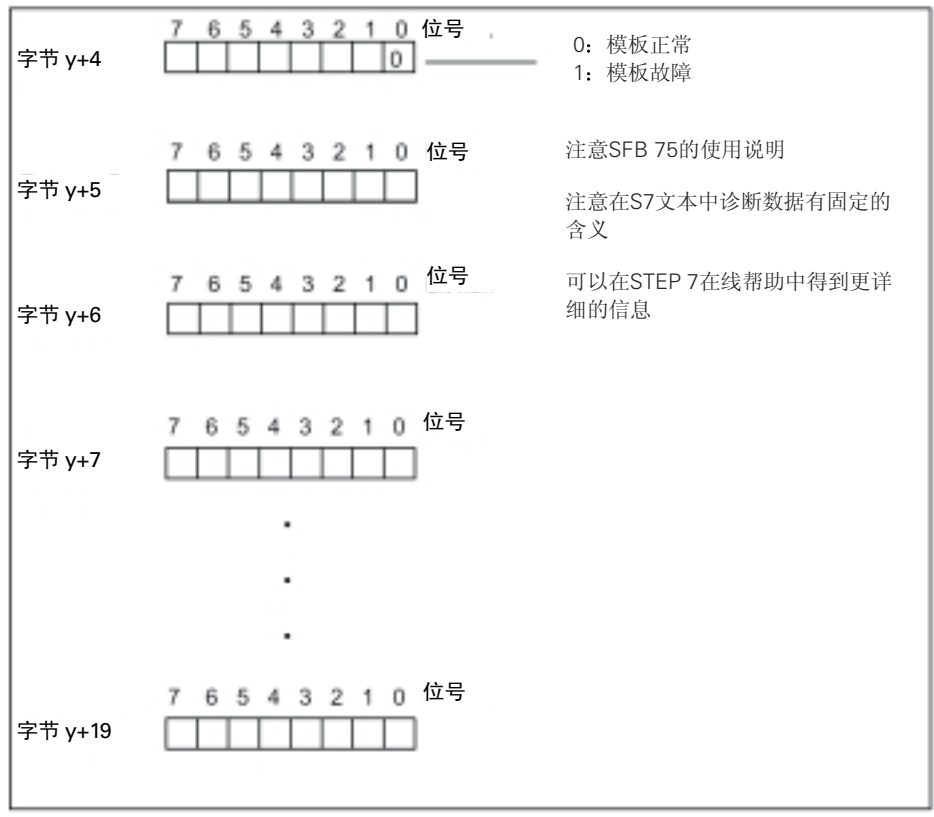 7 6 5 4 3 2 1 0 位号
字节 y+4
0
0：模板正常
1：模板故障
7 6 5 4 3 2 1 0 位号
字节 y+5
注意SFB 75的使用说明
注意在S7文本中诊断数据有固定的
含义
7 6 5 4 3 2 1 0 位号
字节 y+6
可以在STEP 7在线帮助中得到更详
细的信息
7 6 5 4 3 2 1 0 位号
字节 y+7
7 6 5 4 3 2 1 0 位号
字节 y+19